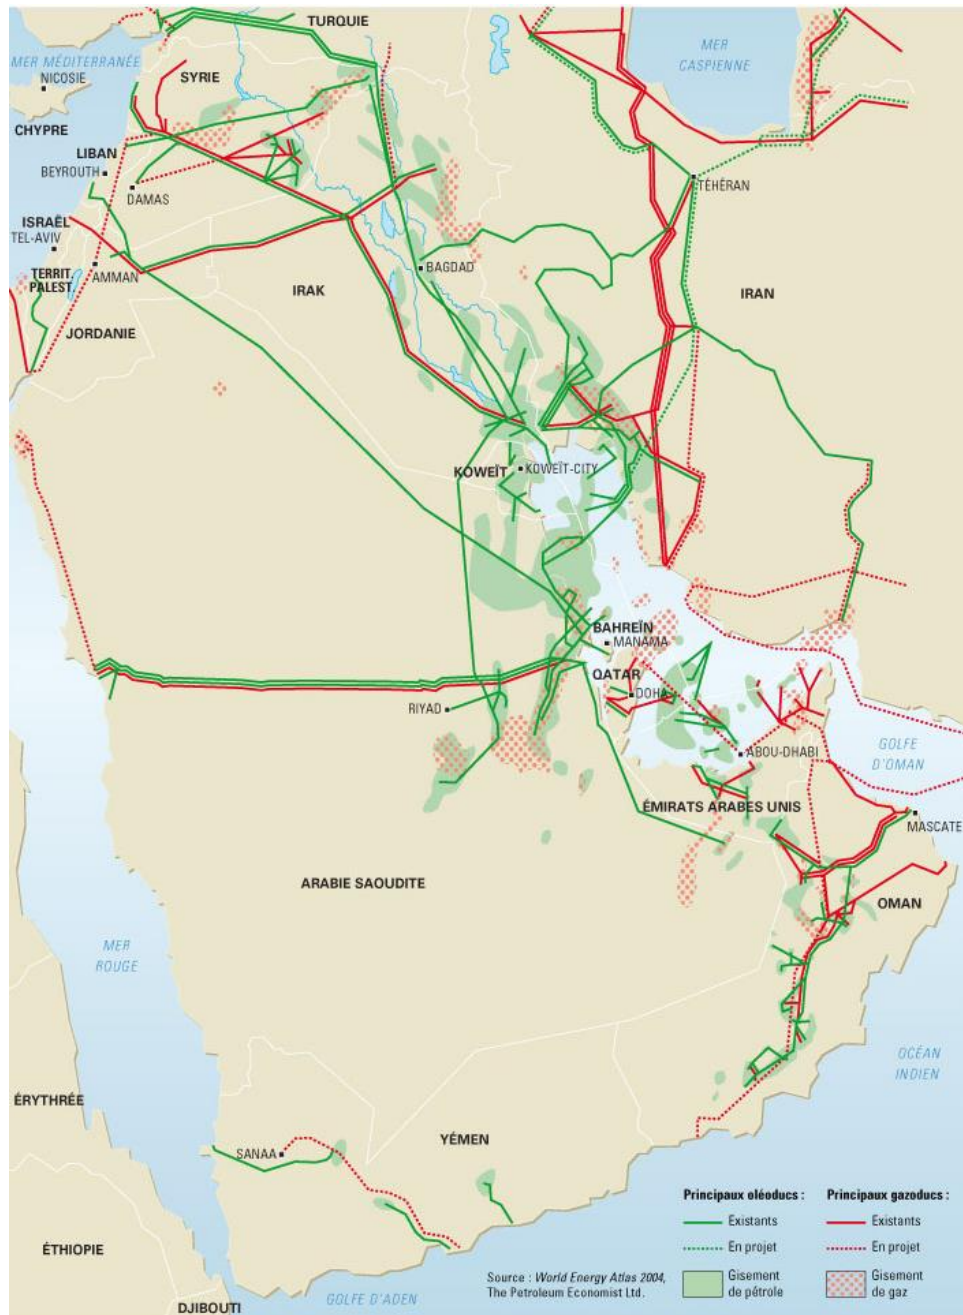 TURQUIE
MER
CASPIENNE
MER MÉDITERRANÉE
NICOSIE
SYRIE
CHYPRE
LIBAN
BEYROUTH
TÉHÉRAN
DAMAS
ISRAËL
TEL-AVIV
AMMAN
BAGDAD
TERRIT.
PALEST.
IRAK
IRAN
JORDANIE
KOWEÏT
KOWEÏT-CITY
BAHREÏN
MANAMA
QATAR
DOHA
RIYAD
ABOU-DHABI
GOLFE
D'OMAN
ÉMIRATS ARABES UNIS
MASCATE
ARABIE SAOUDITE
OMAN
MER
ROUGE
OCÉAN
INDIEN
ÉRYTHRÉE
YÉMEN
SANAA
ÉTHIOPIE
DJIBOUTI
GOLFE D'ADEN
Source : World Energy Atlas 2004,
The Petroleum Economist Ltd.
Principaux oléoducs :
Existants
En projet
Gisement
de pétrole
Principaux gazoducs :
Existants
En projet
Gisement
de gaz